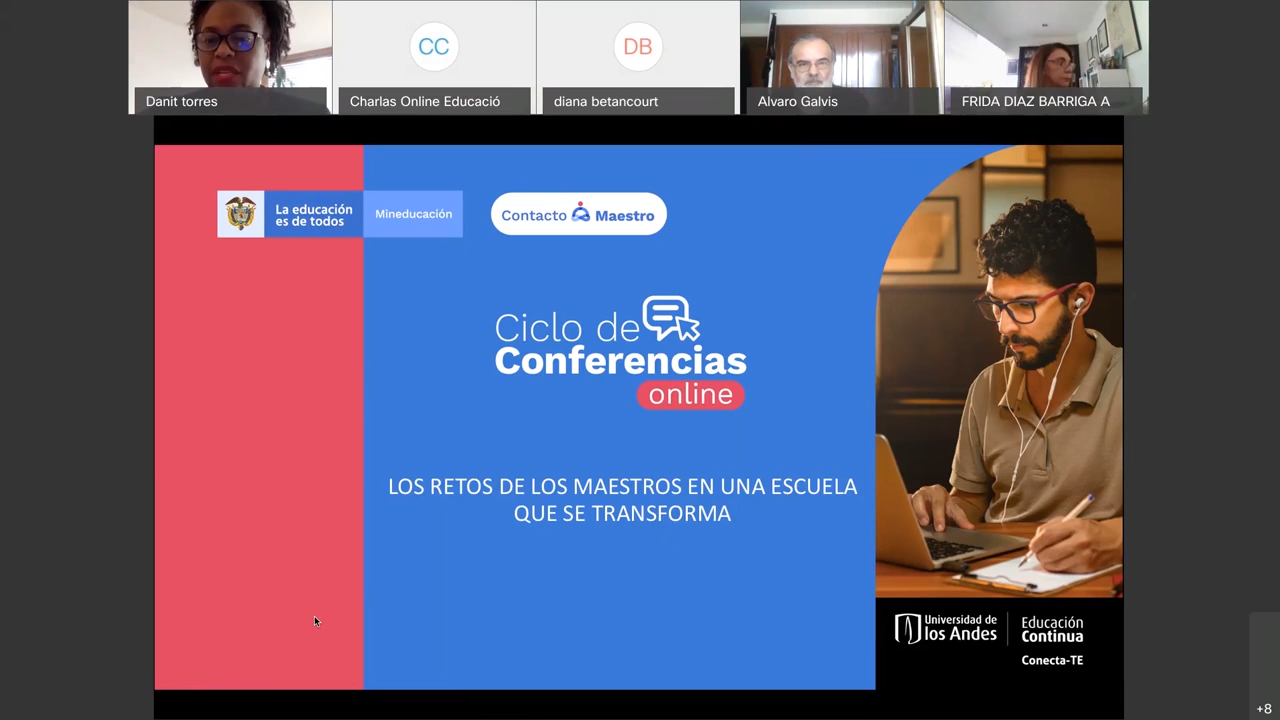 CC
DB
Danit torres
Charlas Online Educació
diana betancourt
Alvaro Galvis
FRIDA DIAZ BARRIGA A
La educación
es de todos
Mineducación
Contacto Maestro
Ciclo de
Conferencias
online
LOS RETOS DE LOS MAESTROS EN UNA ESCUELA
QUE SE TRANSFORMA
Universidad de
los Andes
Educación
Continua
Conecta-TE
+8